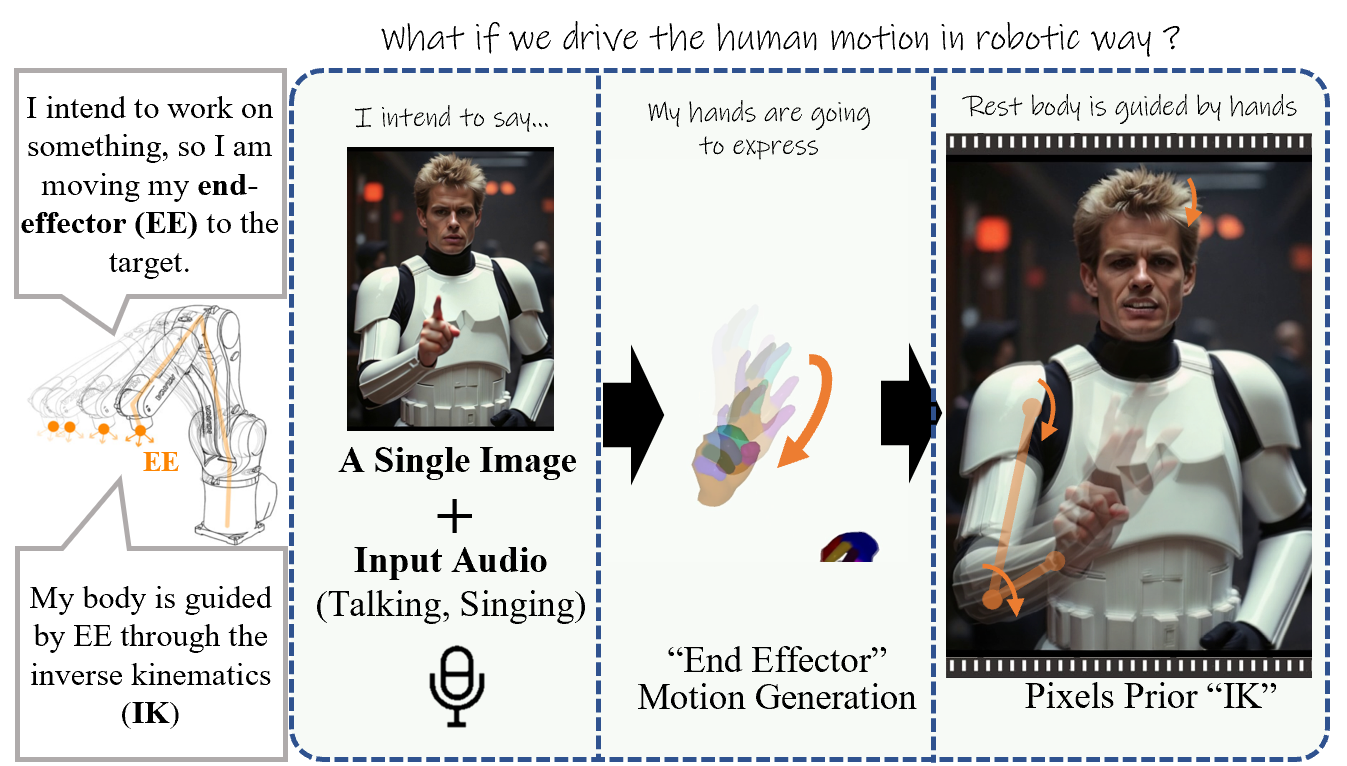 What if we drive the human motion in robotic way ?
I intend to work on
something, so I am
moving my end-
effector (EE) to the
target.
EE
My body is guided
by EE through the
inverse kinematics
(IK)
I intend to say...
A Single Image
+
Input Audio
(Talking, Singing)
My hands are going
to express
“End Effector”
Motion Generation
Rest body is guided by hands
Pixels Prior “IK”